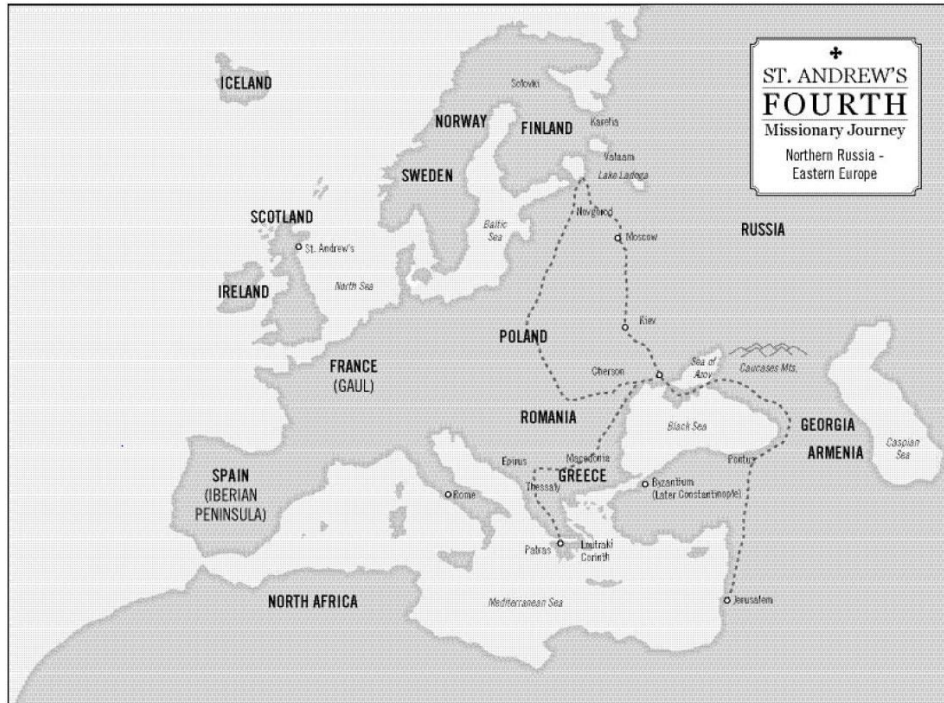 ✠
ST. ANDREW'S
FOURTH
Missionary Journey
Northern Russia -
Eastern Europe
ICELAND
Solovki
NORWAY
FINLAND
Karelia
Valaam
Lake Ladoga
SWEDEN
SCOTLAND
St. Andrew's
Baltic
Sea
Novgorod
Moscow
RUSSIA
IRELAND
North Sea
Kiev
POLAND
FRANCE
(GAUL)
Cherson
Sea of
Azov
Caucases Mts.
ROMANIA
Black Sea
GEORGIA
ARMENIA
Caspian
Sea
SPAIN
(IBERIAN
PENINSULA)
Epirus
Macedonia
Pontus
GREECE
Thessaly
Byzantium
(Later Constantinople)
Rome
Patras
Loutraki
Corinth
NORTH AFRICA
Mediterranean Sea
Jerusalem